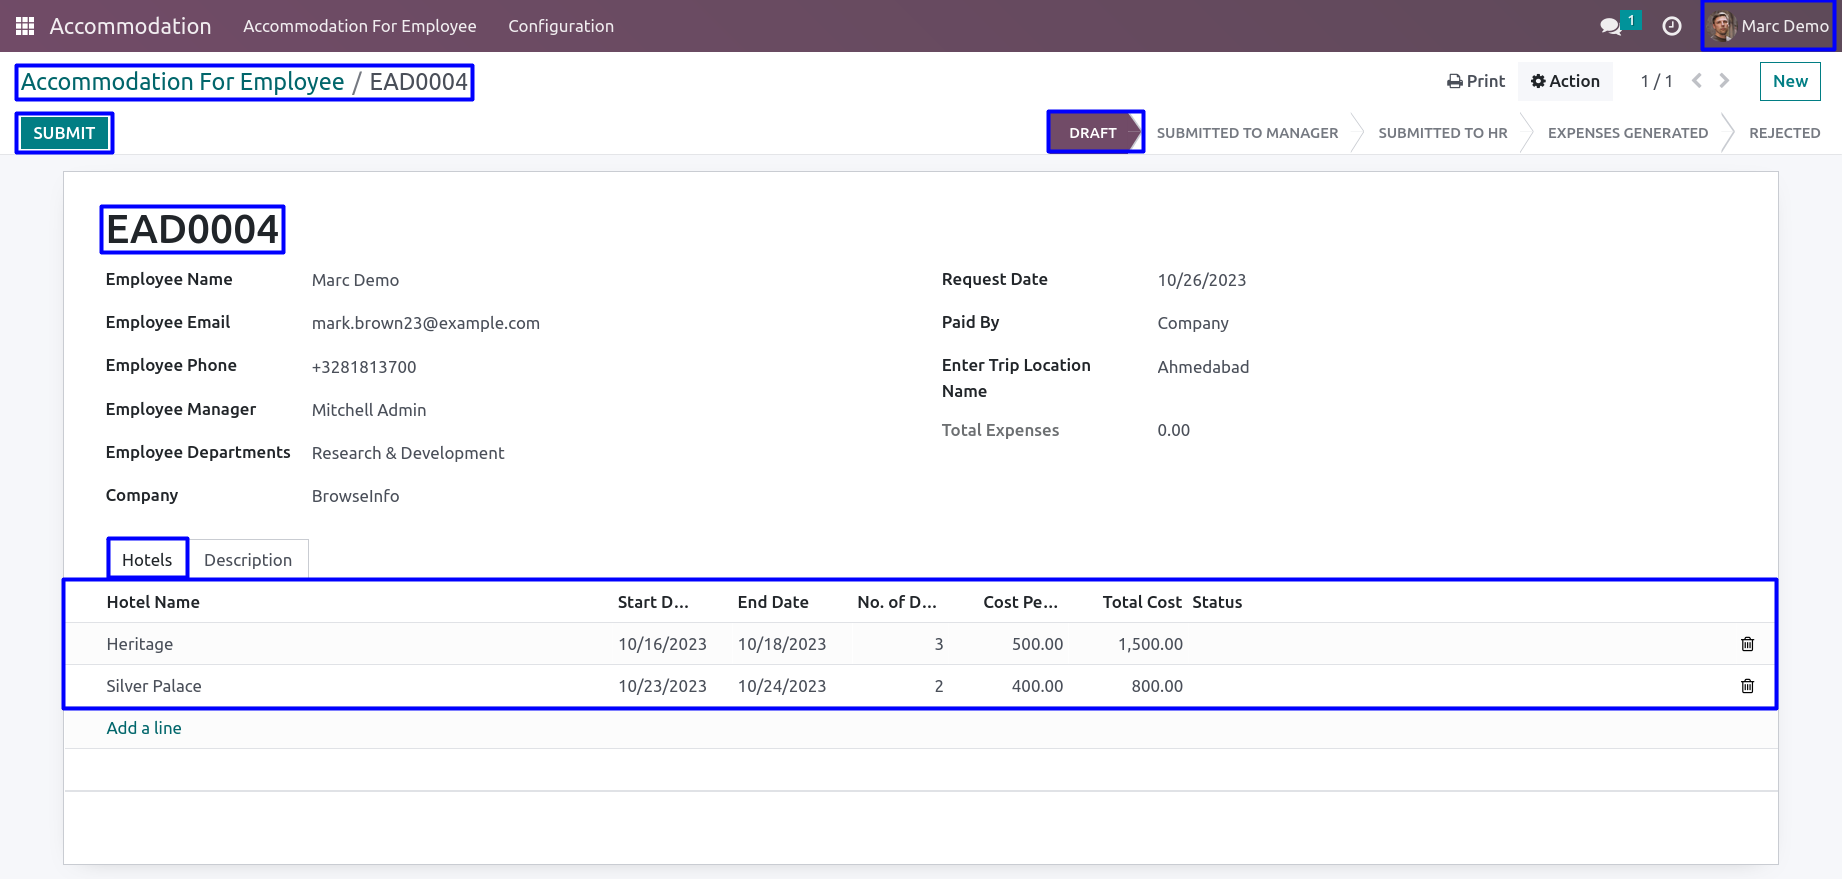 Accommodation Accommodation For Employee Configuration 1 Marc Demo
Accommodation For Employee / EAD0004 Print Action 1 / 1 New
SUBMIT DRAFT SUBMITTED TO MANAGER SUBMITTED TO HR EXPENSES GENERATED REJECTED
EAD0004
Employee Name Marc Demo Request Date 10/26/2023
Employee Email mark.brown23@example.com Paid By Company
Employee Phone +3281813700 Enter Trip Location Ahmedabad
Name
Employee Manager Mitchell Admin
Total Expenses 0.00
Employee Departments Research & Development
Company BrowseInfo
Hotels Description
Hotel Name Start D... End Date No. of D... Cost Pe... Total Cost Status
Heritage 10/16/2023 10/18/2023 3 500.00 1,500.00
Silver Palace 10/23/2023 10/24/2023 2 400.00 800.00
Add a line